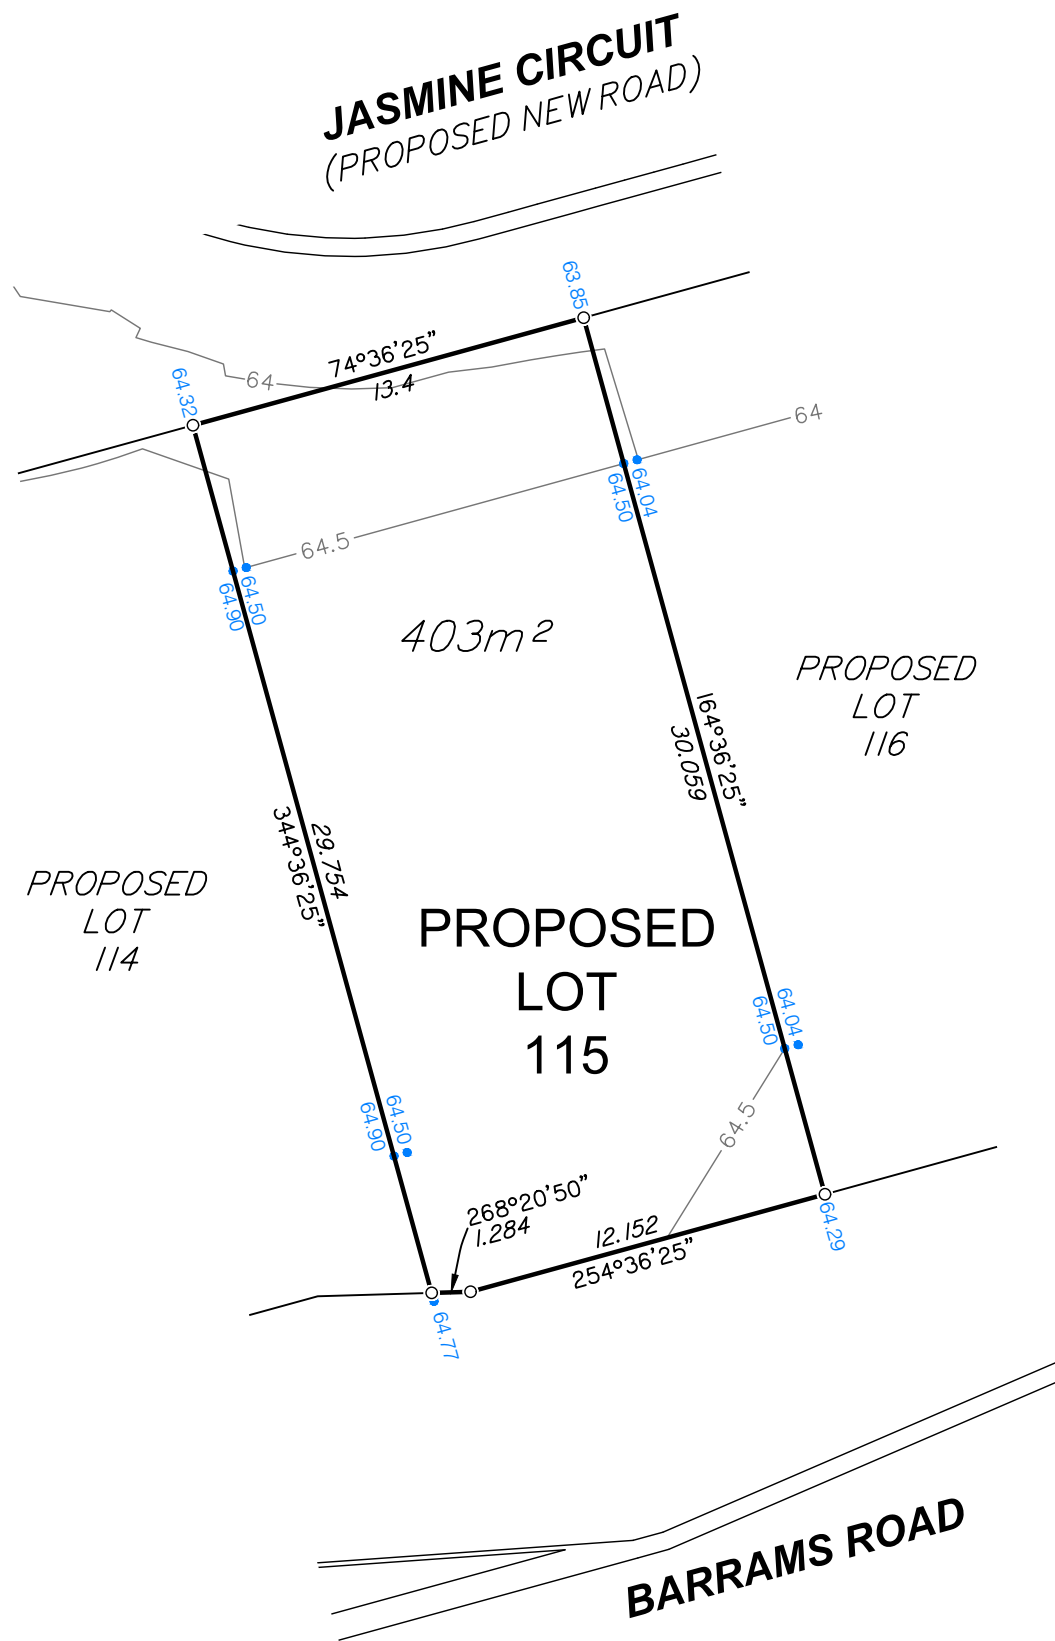 JASMINE CIRCUIT
(PROPOSED NEW ROAD)
63.85
74°36'25"
13.4
64
64.32
64
64.50
64.04
64.5
64.90
64.50
403m²
PROPOSED
LOT
116
164°36'25"
30.059
29.754
344°36'25"
PROPOSED
LOT
114
PROPOSED
LOT
115
64.50
64.04
64.90
64.50
64.5
268°20'50"
1.284
12.152
254°36'25"
64.29
64.77
BARRAMS ROAD